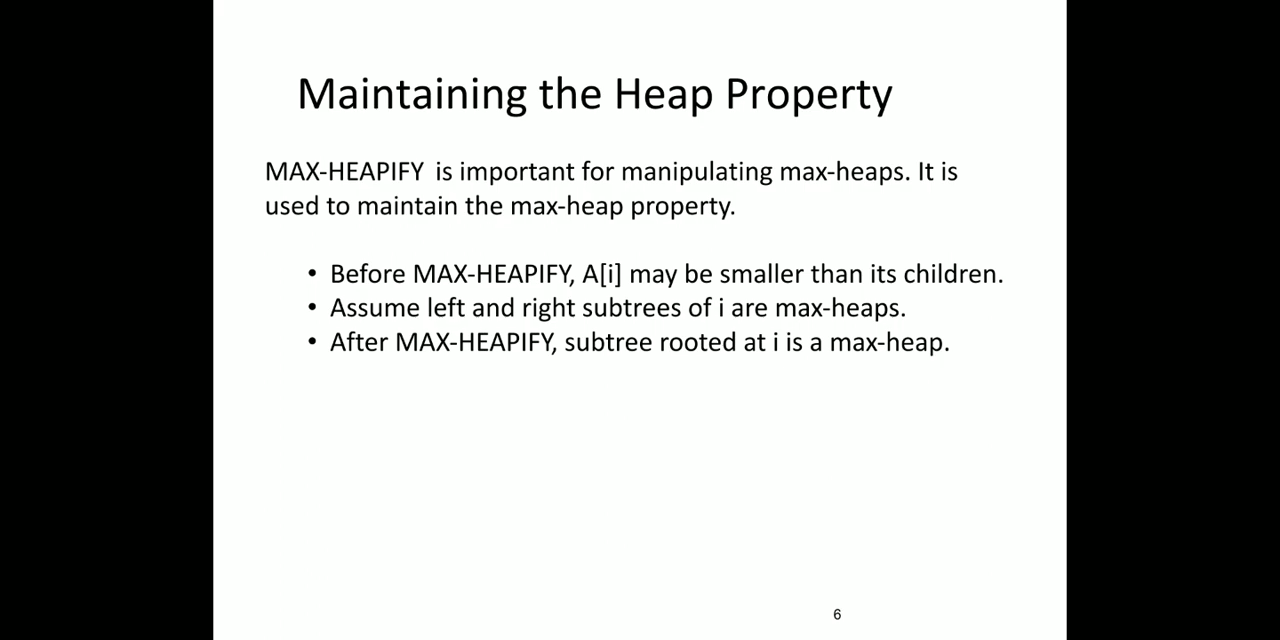 Maintaining the Heap Property
MAX-HEAPIFY is important for manipulating max-heaps. It is
used to maintain the max-heap property.
• Before MAX-HEAPIFY, A[i] may be smaller than its children.
• Assume left and right subtrees of i are max-heaps.
• After MAX-HEAPIFY, subtree rooted at i is a max-heap.
6